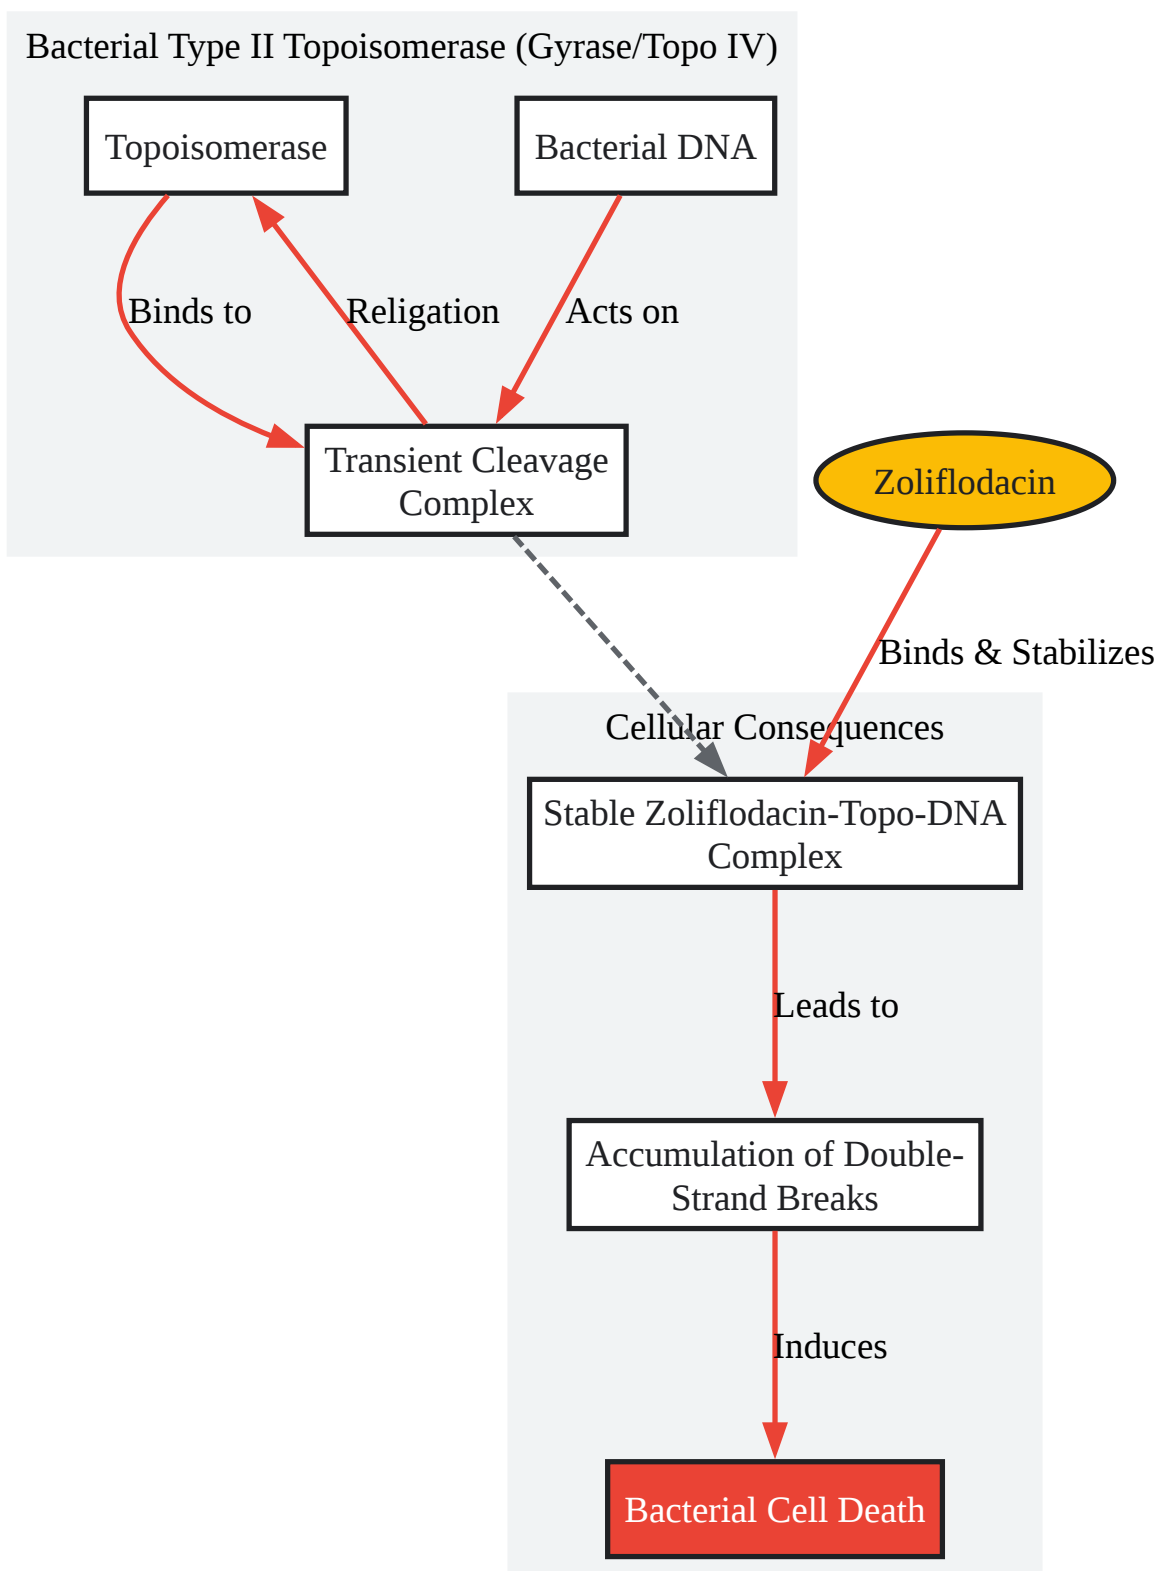 Bacterial Type II Topoisomerase (Gyrase/Topo IV)
Topoisomerase
Bacterial DNA
Binds to
Religation
Acts on
Transient Cleavage
Complex
Zoliflodacin
Binds & Stabilizes
Cellular Consequences
Stable Zoliflodacin-Topo-DNA
Complex
Leads to
Accumulation of Double-
Strand Breaks
Induces
Bacterial Cell Death